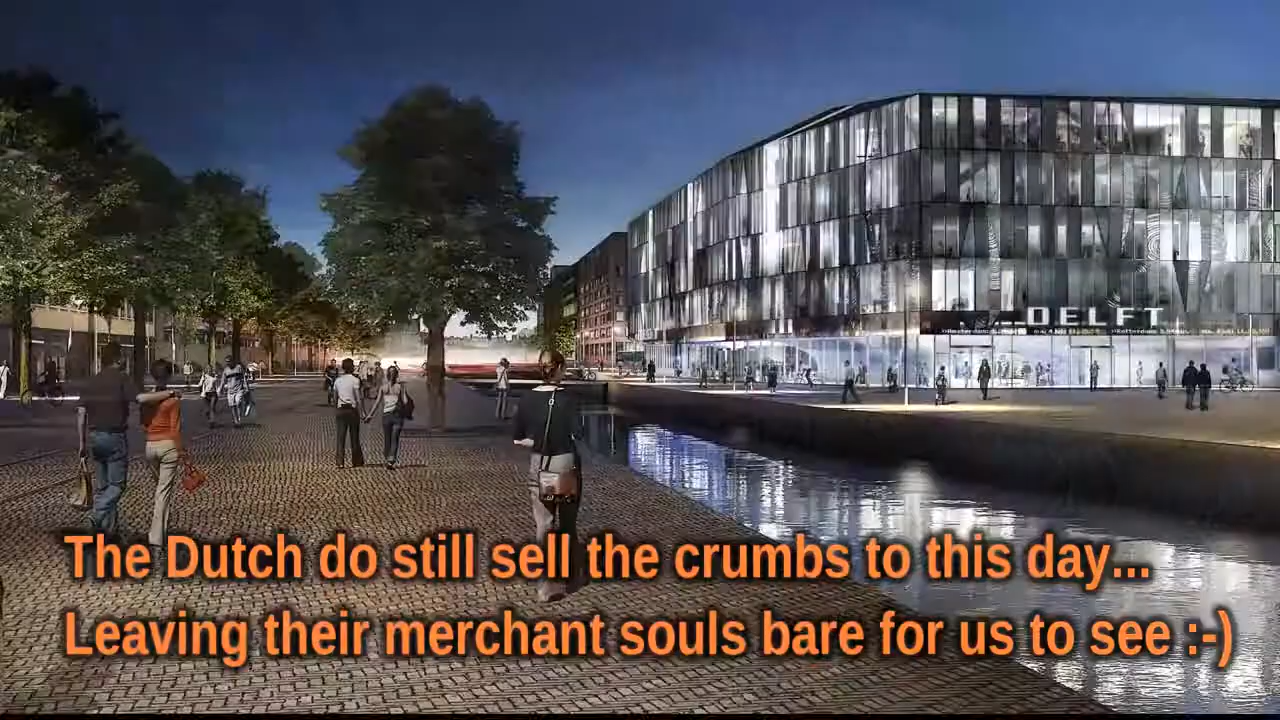 DELFT
The Dutch do still sell the crumbs to this day...
Leaving their merchant souls bare for us to see :-)